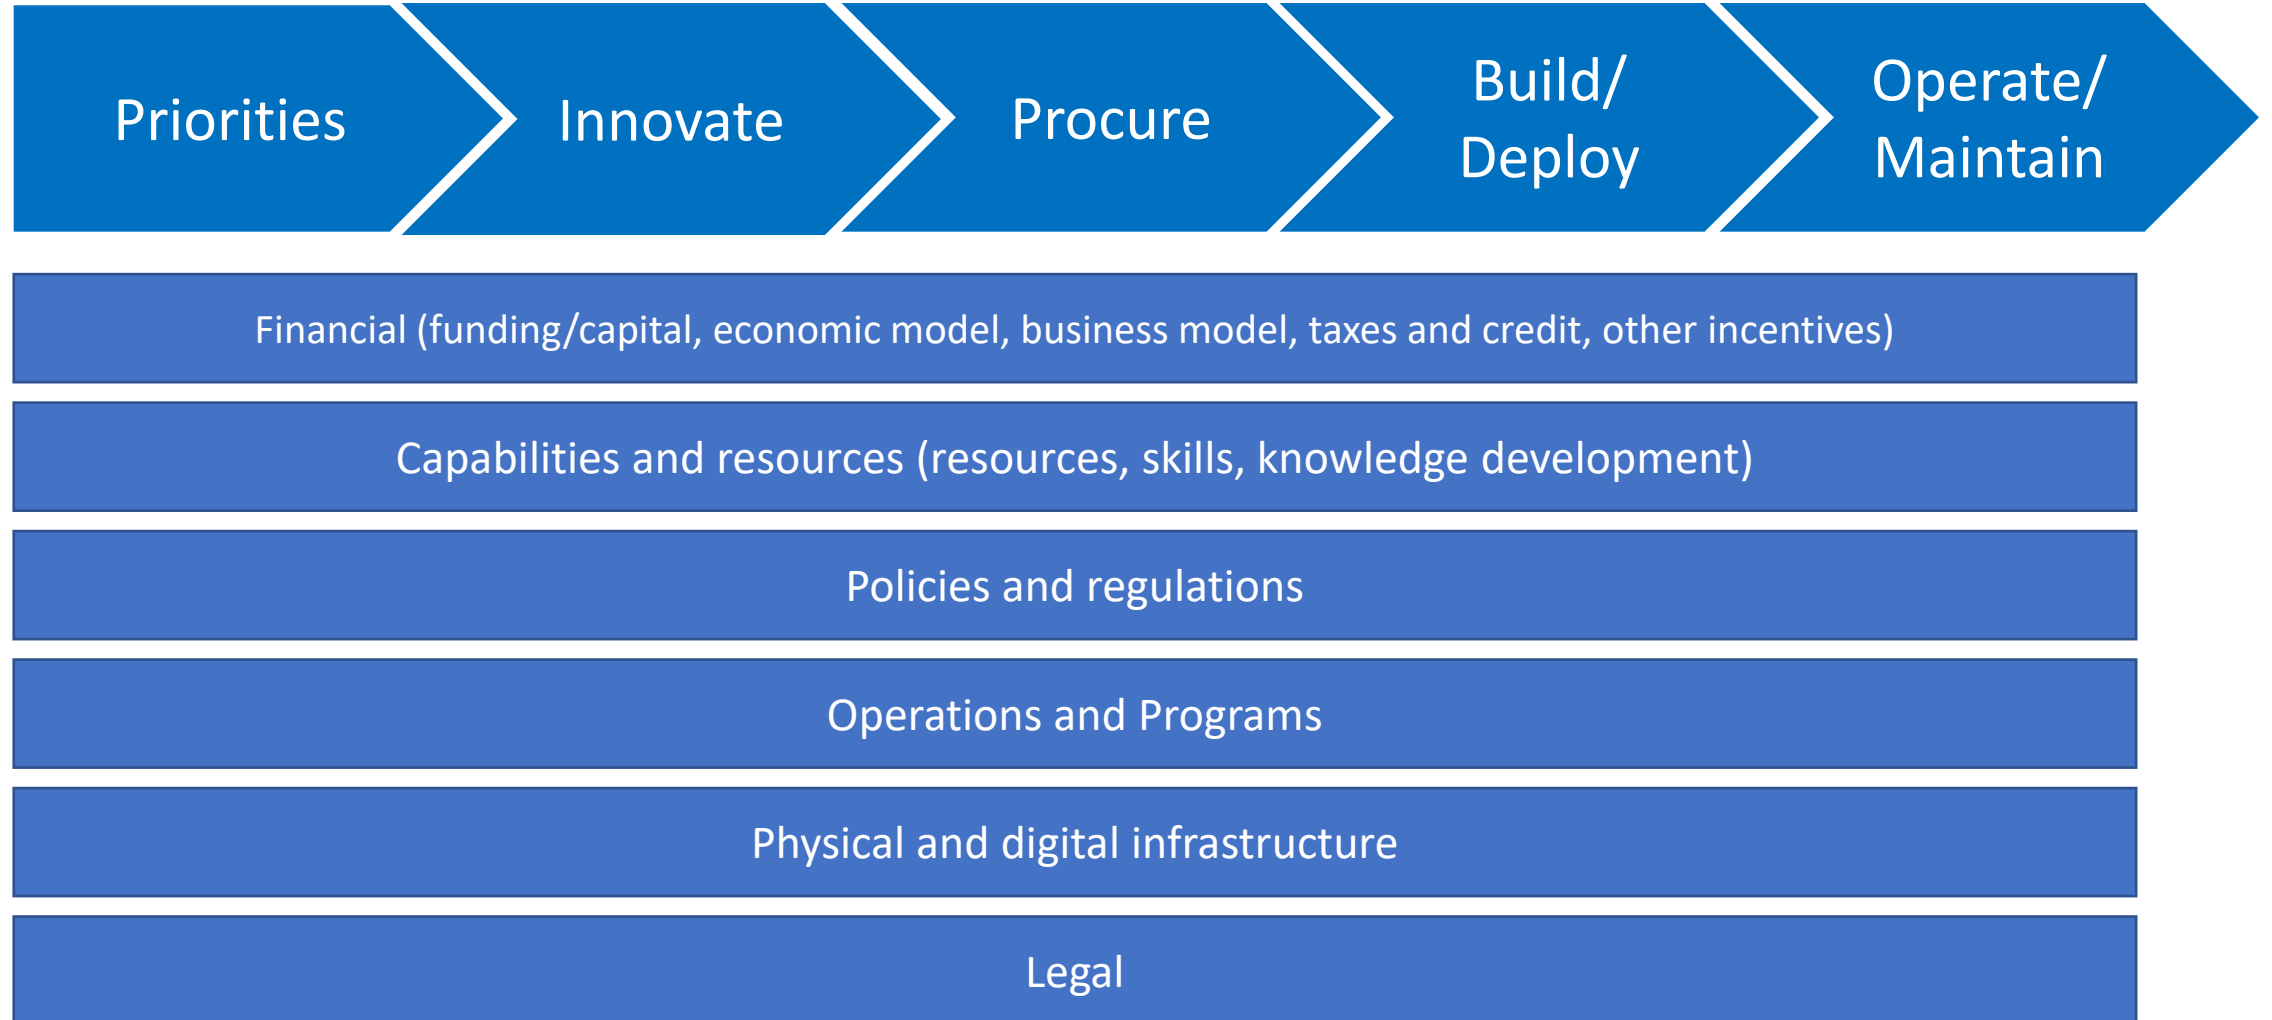 Priorities
Innovate
Procure
Build/
Deploy
Operate/
Maintain
Financial (funding/capital, economic model, business model, taxes and credit, other incentives)
Capabilities and resources (resources, skills, knowledge development)
Policies and regulations
Operations and Programs
Physical and digital infrastructure
Legal